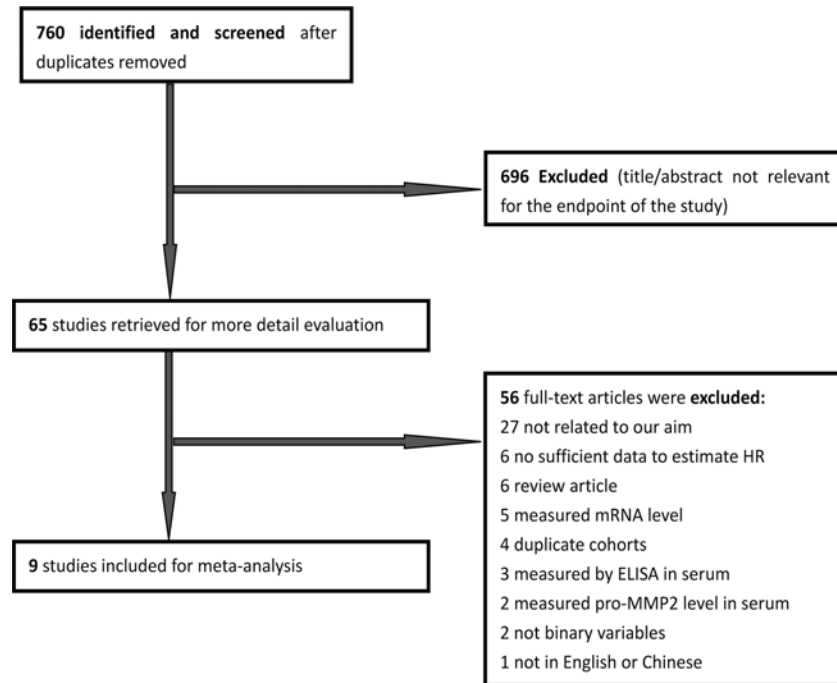 760 identified and screened after
duplicates removed
696 Excluded (title/abstract not relevant
for the endpoint of the study)
65 studies retrieved for more detail evaluation
56 full-text articles were excluded:
27 not related to our aim
6 no sufficient data to estimate HR
6 review article
5 measured mRNA level
4 duplicate cohorts
3 measured by ELISA in serum
2 measured pro-MMP2 level in serum
2 not binary variables
1 not in English or Chinese
9 studies included for meta-analysis